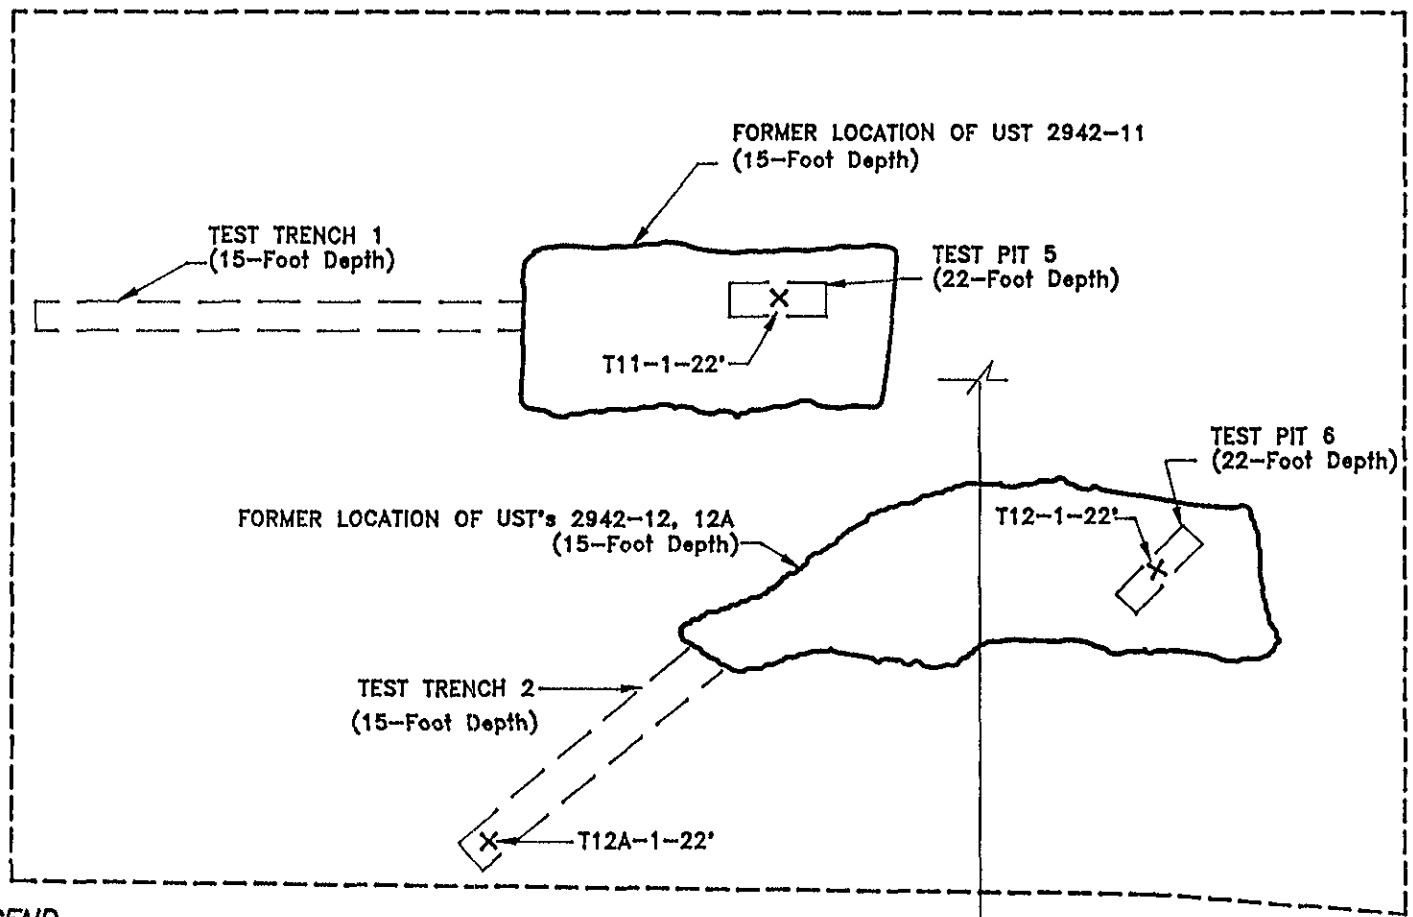 FORMER LOCATION OF UST 2942-11
(15-Foot Depth)
TEST TRENCH 1
(15-Foot Depth)
TEST PIT 5
(22-Foot Depth)
T11-1-22'
TEST PIT 6
(22-Foot Depth)
FORMER LOCATION OF UST's 2942-12, 12A
(15-Foot Depth)
T12-1-22'
TEST TRENCH 2
(15-Foot Depth)
T12A-1-22'